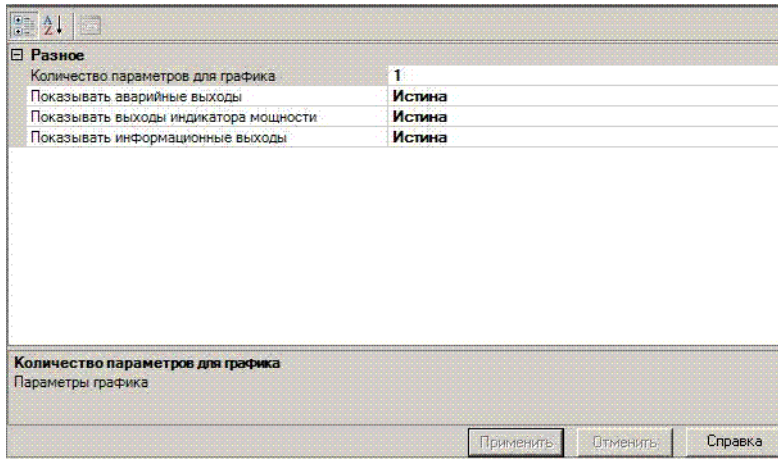 Разное
Количество параметров для графика 1
Показывать аварийные выходы Истина
Показывать выходы индикатора мощности Истина
Показывать информационные выходы Истина
Количество параметров для графика
Параметры графика
Применить Отменить Справка